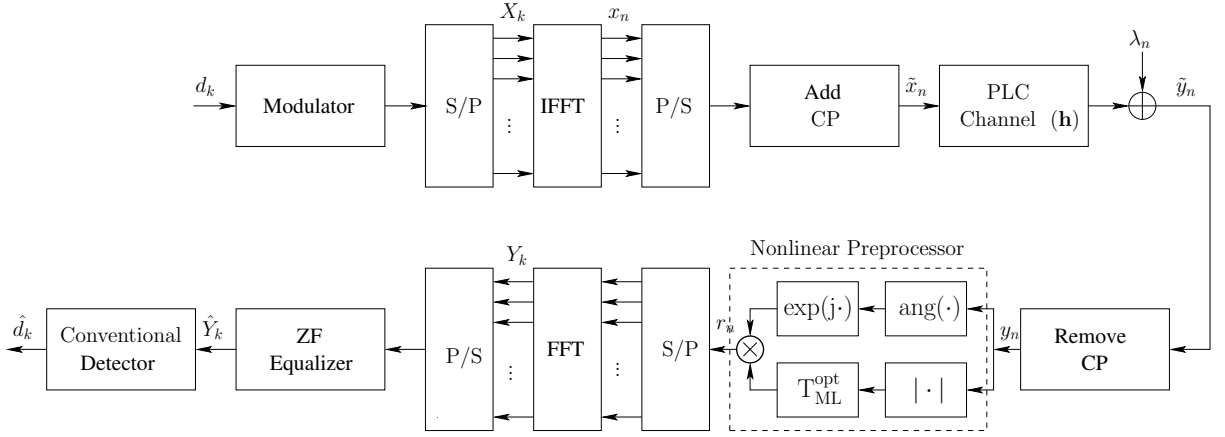 d_k
Modulator
S/P
X_k
⋮
IFFT
x_n
⋮
P/S
Add
CP
x̃_n
PLC
Channel (h)
λ_n
ỹ_n
Nonlinear Preprocessor
d̂_k
Conventional
Detector
Ŷ_k
ZF
Equalizer
P/S
Y_k
⋮
FFT
⋮
S/P
r_n
exp(j·)
ang(·)
T_ML^opt
|·|
y_n
Remove
CP